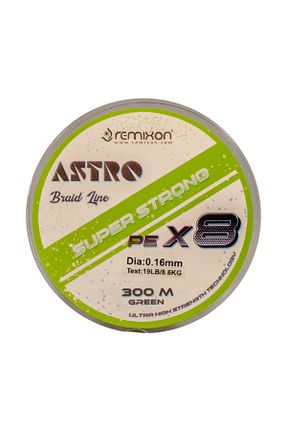 REMIXON
www.remixon.com
ASTRO
Braid Line
SUPER STRONG
PE X8
Dia:0.16mm
Test:19LB/8.6KG
300 M
GREEN
ULTRA HIGH STRENGTH TECHNOLOGY